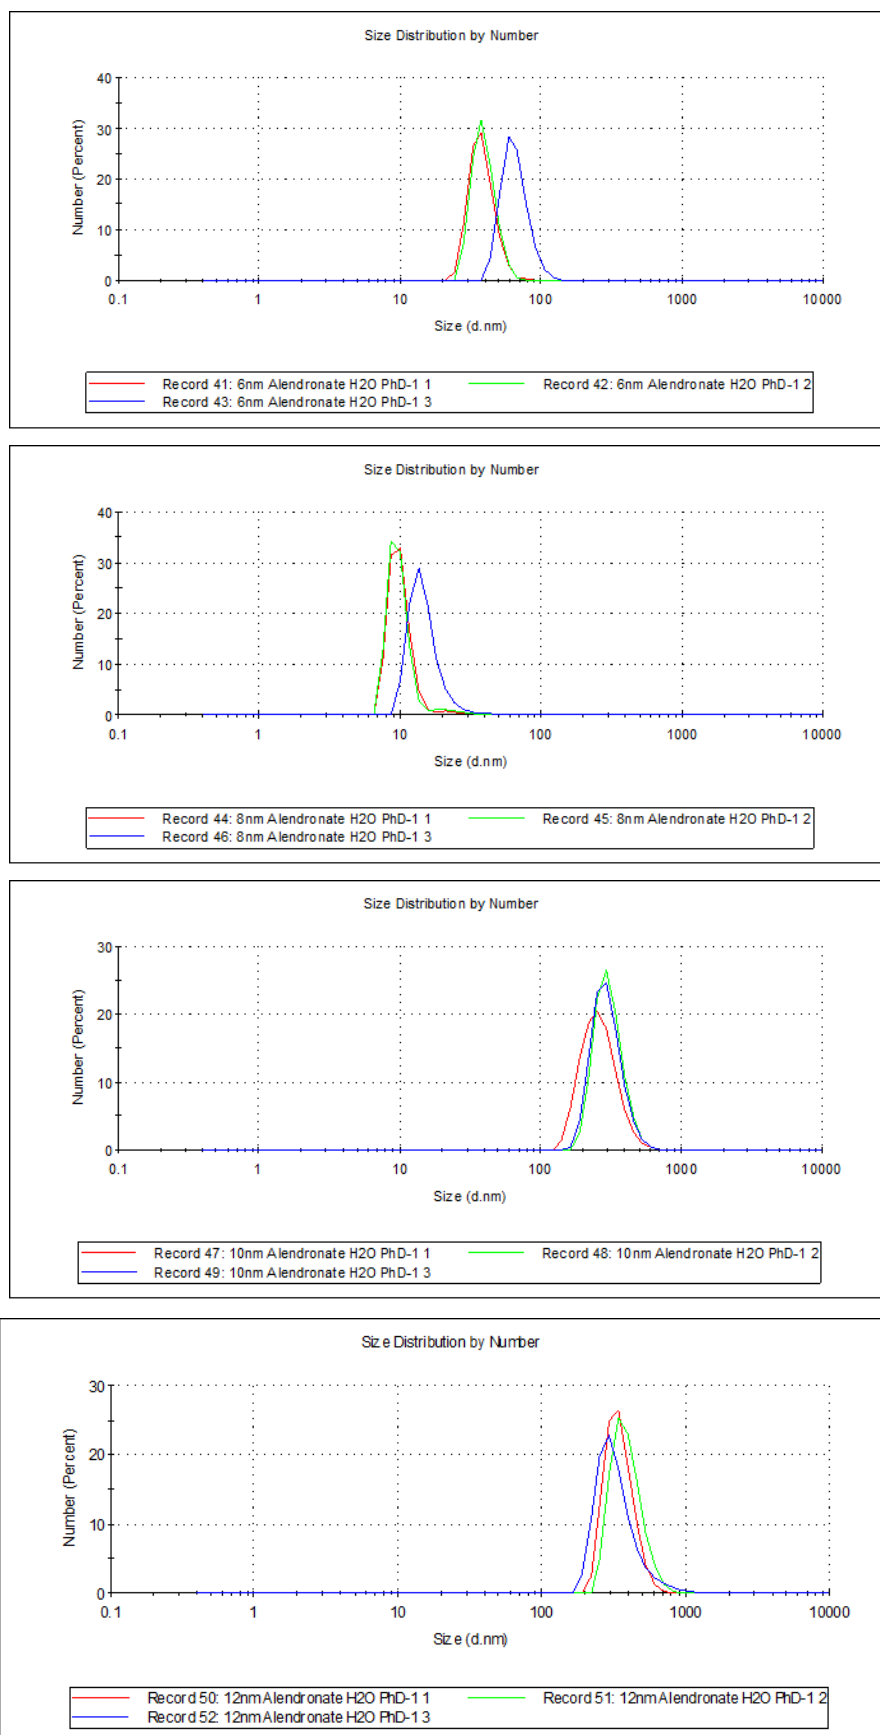 Size Distribution by Number
40
30
20
10
0
Number (Percent)
0.1 1 10 100 1000 10000
Size (d.nm)
Record 41: 6nm Alendronate H2O PhD-1 1 Record 42: 6nm Alendronate H2O PhD-1 2
Record 43: 6nm Alendronate H2O PhD-1 3
Size Distribution by Number
40
30
20
10
0
Number (Percent)
0.1 1 10 100 1000 10000
Size (d.nm)
Record 44: 8nm Alendronate H2O PhD-1 1 Record 45: 8nm Alendronate H2O PhD-1 2
Record 46: 8nm Alendronate H2O PhD-1 3
Size Distribution by Number
30
20
10
0
Number (Percent)
0.1 1 10 100 1000 10000
Size (d.nm)
Record 47: 10nm Alendronate H2O PhD-1 1 Record 48: 10nm Alendronate H2O PhD-1 2
Record 49: 10nm Alendronate H2O PhD-1 3
Size Distribution by Number
30
20
10
0
Number (Percent)
0.1 1 10 100 1000 10000
Size (d.nm)
Record 50: 12nm Alendronate H2O PhD-1 1 Record 51: 12nm Alendronate H2O PhD-1 2
Record 52: 12nm Alendronate H2O PhD-1 3